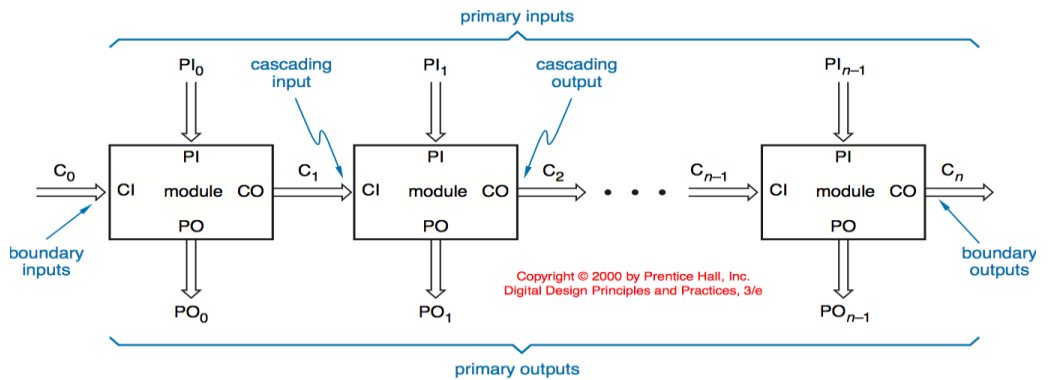 primary inputs
PI0
cascading
input
PI1
cascading
output
PIn–1
C0
CI
PI
module
CO
PO
C1
CI
PI
module
CO
PO
C2
• • •
Cn–1
CI
PI
module
CO
PO
Cn
boundary
inputs
boundary
outputs
Copyright © 2000 by Prentice Hall, Inc.
Digital Design Principles and Practices, 3/e
PO0
PO1
POn–1
primary outputs